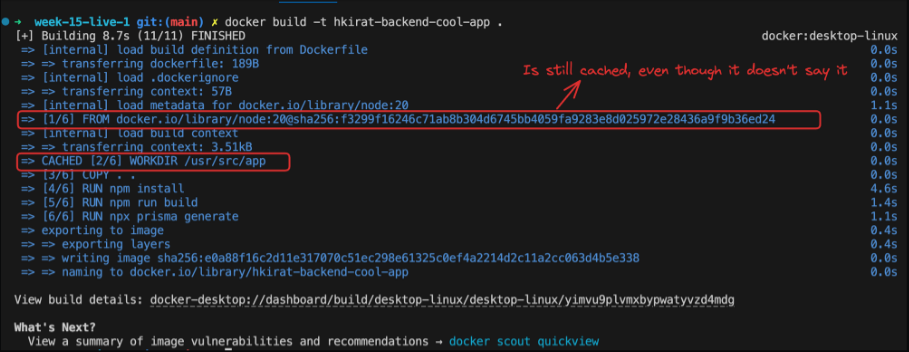 → week-15-live-1 git:(main) ✗ docker build -t hkirat-backend-cool-app .
[+] Building 8.7s (11/11) FINISHED docker:desktop-linux
=> [internal] load build definition from Dockerfile 0.0s
=> => transferring dockerfile: 189B 0.0s
Is still cached, even though it doesn't say it
=> [internal] load .dockerignore 0.0s
=> => transferring context: 57B 0.0s
=> [internal] load metadata for docker.io/library/node:20 1.1s
=> [1/6] FROM docker.io/library/node:20@sha256:f3299f16246c71ab8b304d6745bb4059fa9283e8d025972e28436a9f9b36ed24 0.0s
=> [internal] load build context 0.0s
=> => transferring context: 3.51kB 0.0s
=> CACHED [2/6] WORKDIR /usr/src/app 0.0s
=> [3/6] COPY . . 0.0s
=> [4/6] RUN npm install 4.6s
=> [5/6] RUN npm run build 1.4s
=> [6/6] RUN npx prisma generate 1.1s
=> exporting to image 0.4s
=> => exporting layers 0.4s
=> => writing image sha256:e0a88f16c2d11e317070c51ec298e61325c0ef4a2214d2c11a2cc063d4b5e338 0.0s
=> => naming to docker.io/library/hkirat-backend-cool-app 0.0s
View build details: docker-desktop://dashboard/build/desktop-linux/desktop-linux/yimvu9plvmxbypwatyvzd4mdg
What's Next?
View a summary of image vulnerabilities and recommendations → docker scout quickview